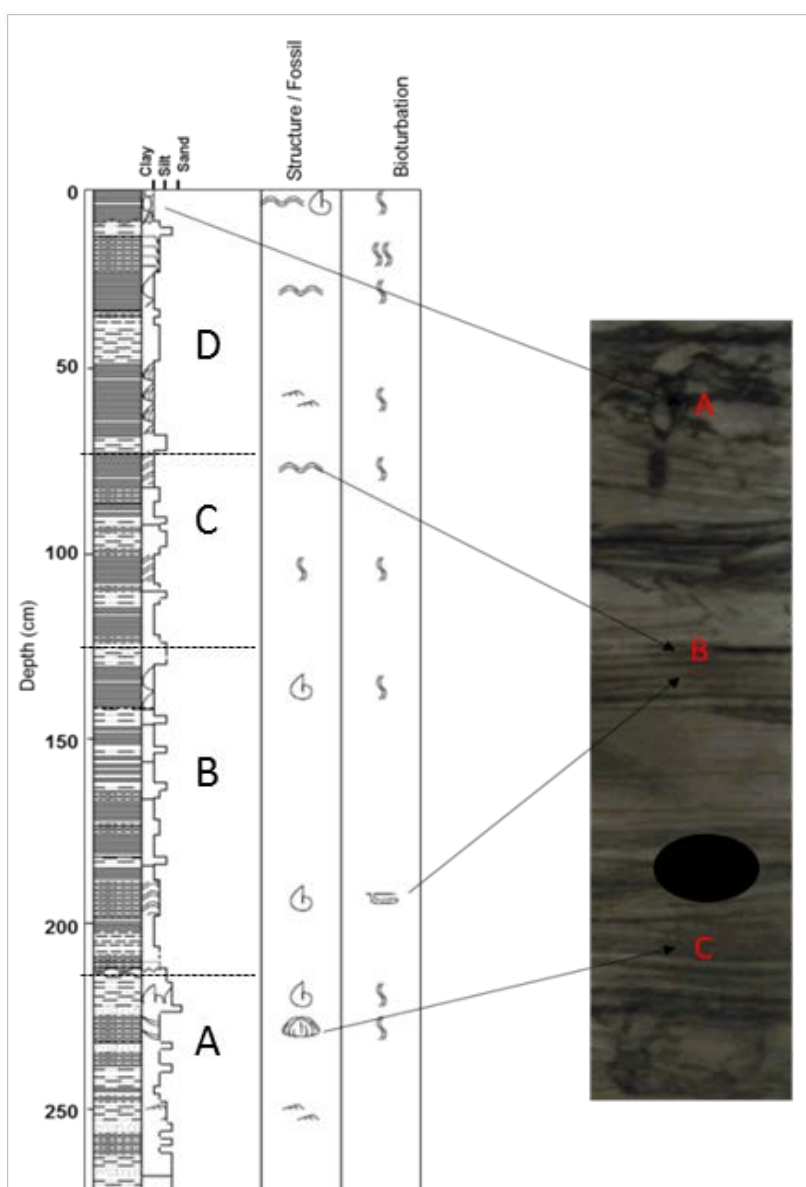 Clay
Silt
Sand
Structure / Fossil
Bioturbation
0
50
100
150
200
250
Depth (cm)
D
C
B
A
A
B
C